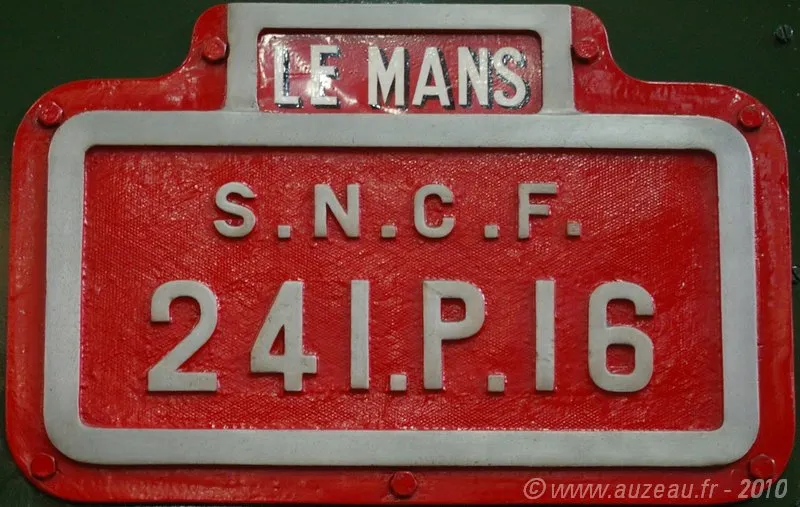 LE MANS
S.N.C.F.
241.P.16
©www.auzeau.fr - 2010